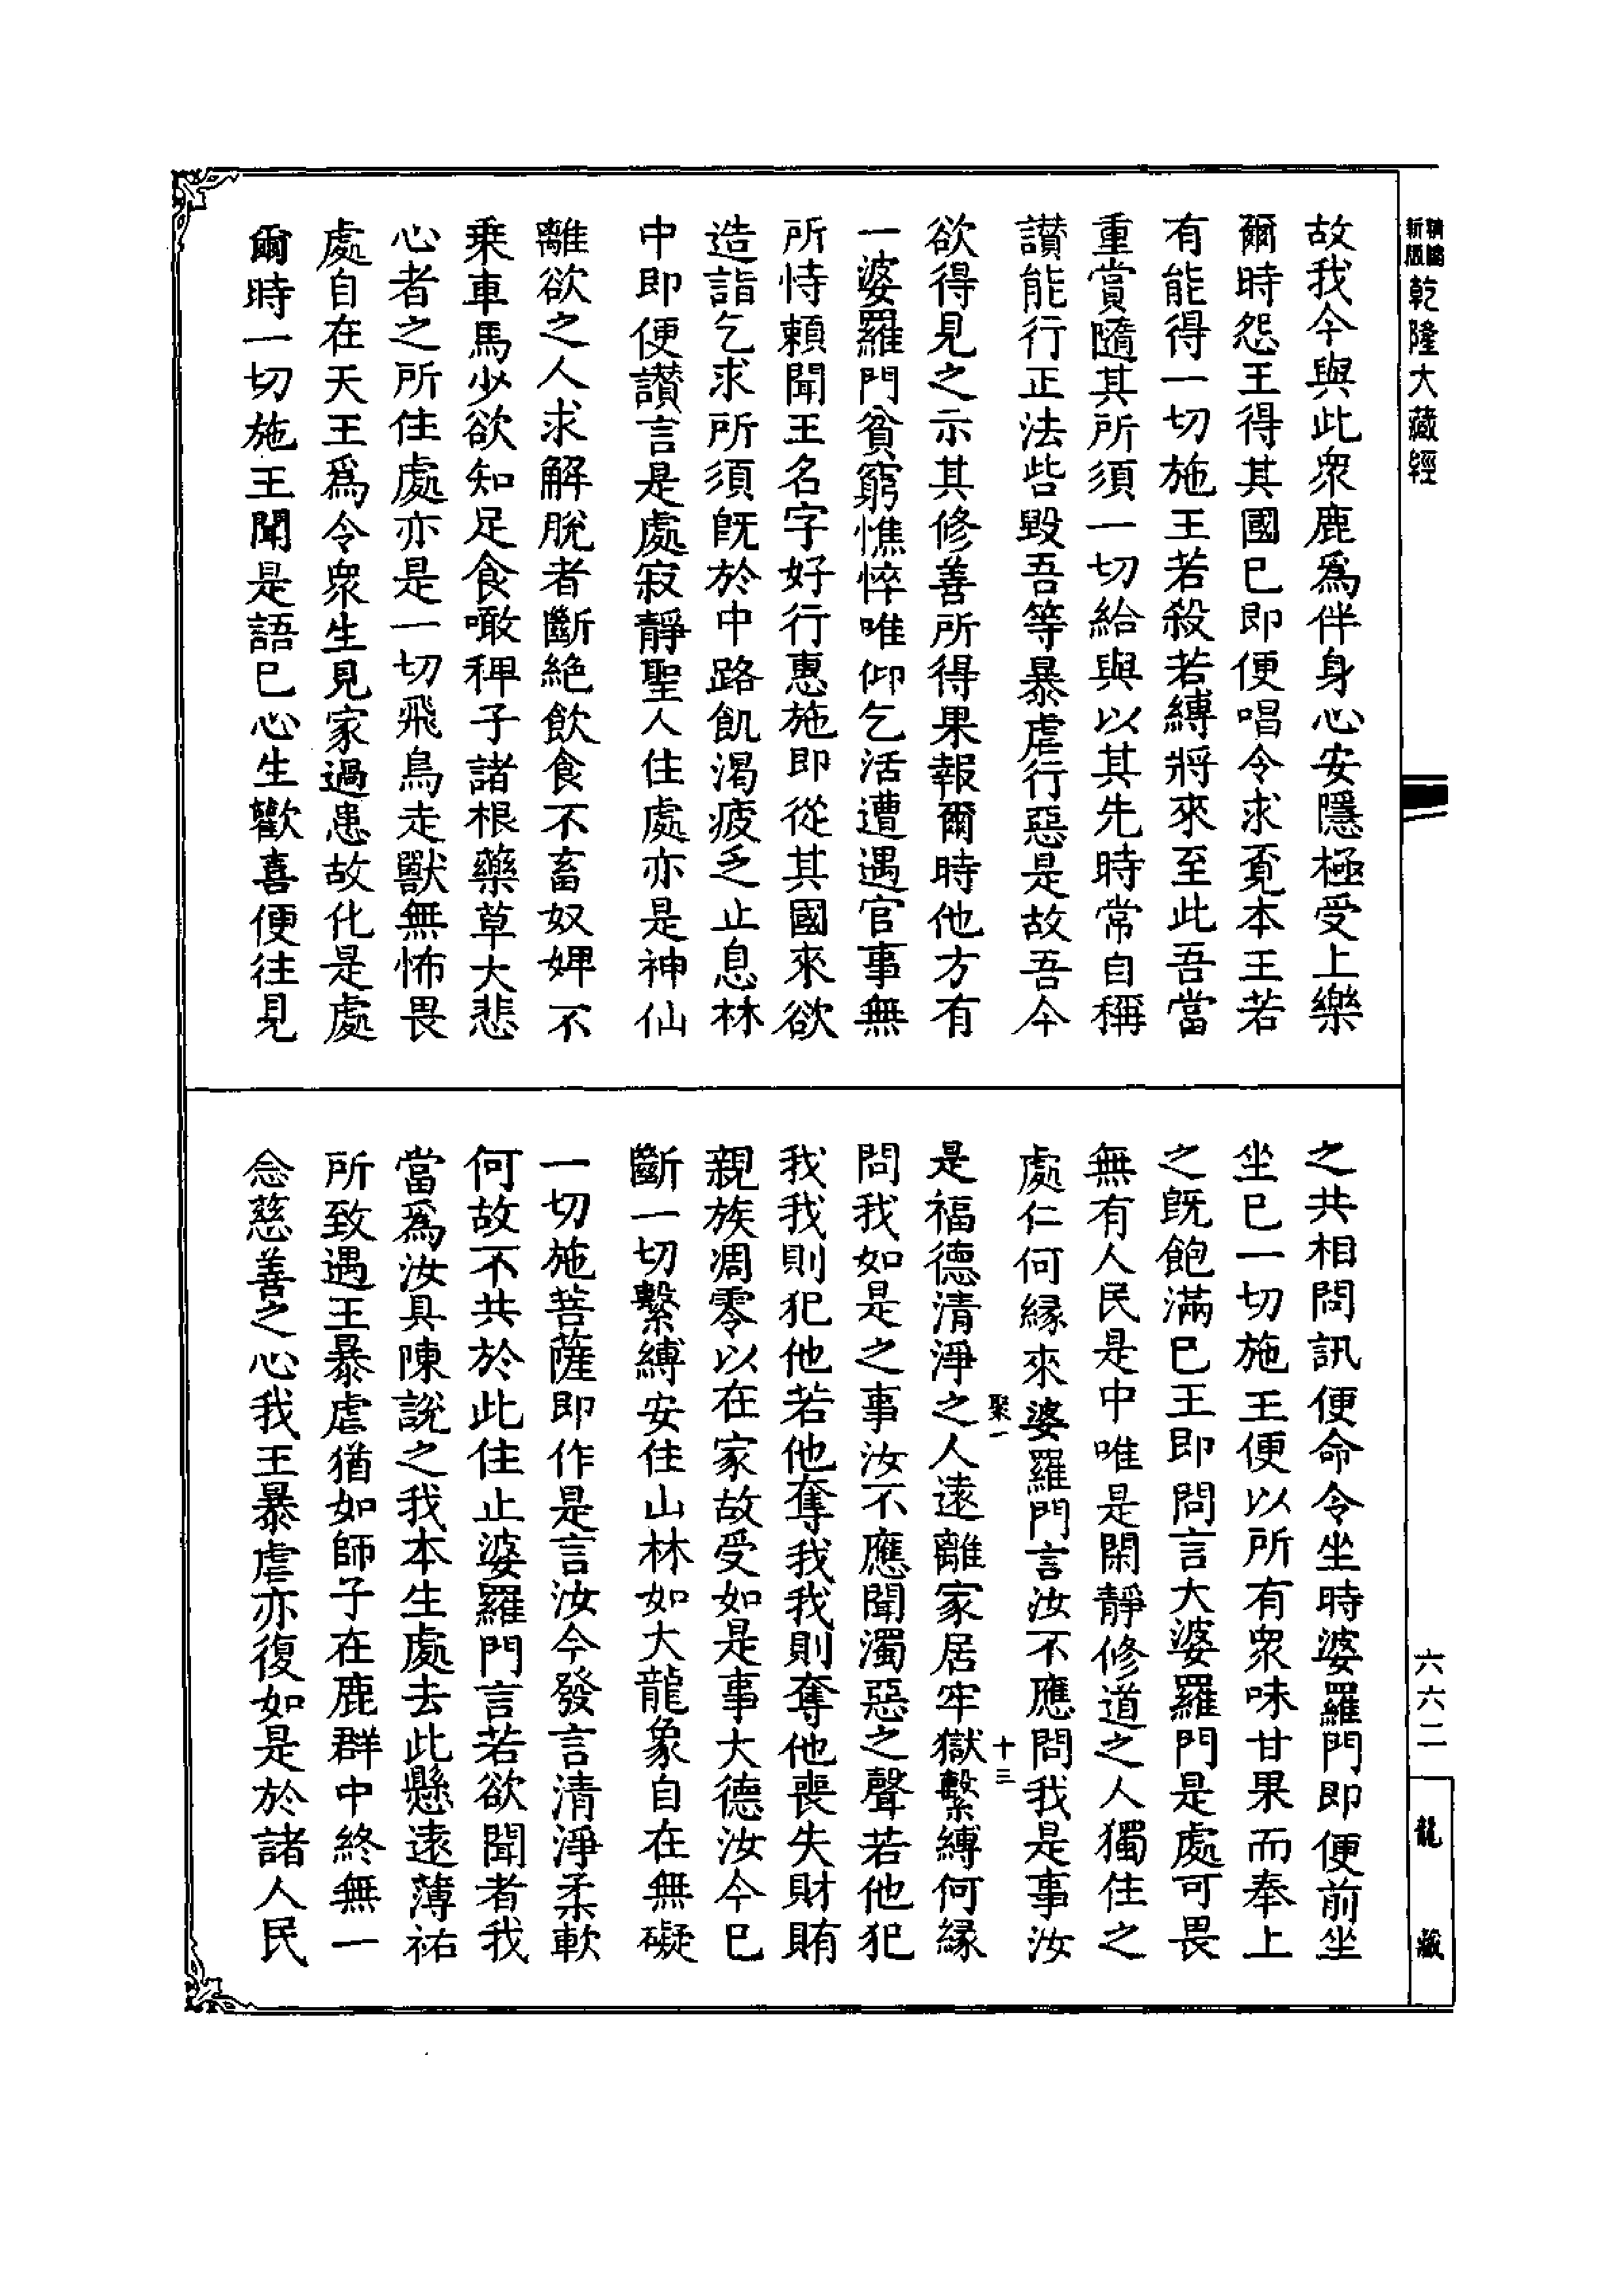 新版
乾隆大藏經
故我今與此衆鹿爲伴身心安隱極受上樂
爾時怨王得其國已即便唱令求覔本王若
有能得一切施王若殺若縛將來至此吾當
重賞隨其所須一切給與以其先時常自稱
讚能行正法呰毀吾等暴虐行惡是故吾今
欲得見之示其修善所得果報爾時他方有
一婆羅門貧窮憔悴唯仰乞活遭遇官事無
所恃賴聞王名字好行惠施即從其國來欲
造詣乞求所須旣於中路飢渴疲乏止息林
中即便讚言是處寂靜聖人住處亦是神仙
離欲之人求解脫者斷絕飲食不畜奴婢不
乗車馬少欲知足食噉稗子諸根藥草大悲
心者之所住處亦是一切飛鳥走獸無怖畏
處自在天王爲令衆生見家過患故化是處
爾時一切施王聞是語已心生歡喜便往見
之共相問訊便命令坐時婆羅門即便前坐
坐已一切施王便以所有衆味甘果而奉上
之旣飽滿已王即問言大婆羅門是處可畏
無有人民是中唯是閑靜修道之人獨住之
處仁何緣來婆羅門言汝不應問我是事汝
聚一
十三
是福德清淨之人遠離家居牢獄繫縛何緣
問我如是之事汝不應聞濁惡之聲若他犯
我我則犯他若他奪我我則奪他喪失財賄
親族凋零以在家故受如是事大德汝今已
斷一切繫縛安住山林如大龍象自在無礙
一切施菩薩即作是言汝今發言清淨柔軟
何故不共於此住止婆羅門言若欲聞者我
當爲汝具陳說之我本生處去此懸遠薄祐
所致遇王暴虐猶如師子在鹿群中終無一
念慈善之心我王暴虐亦復如是於諸人民
六六二
龍藏